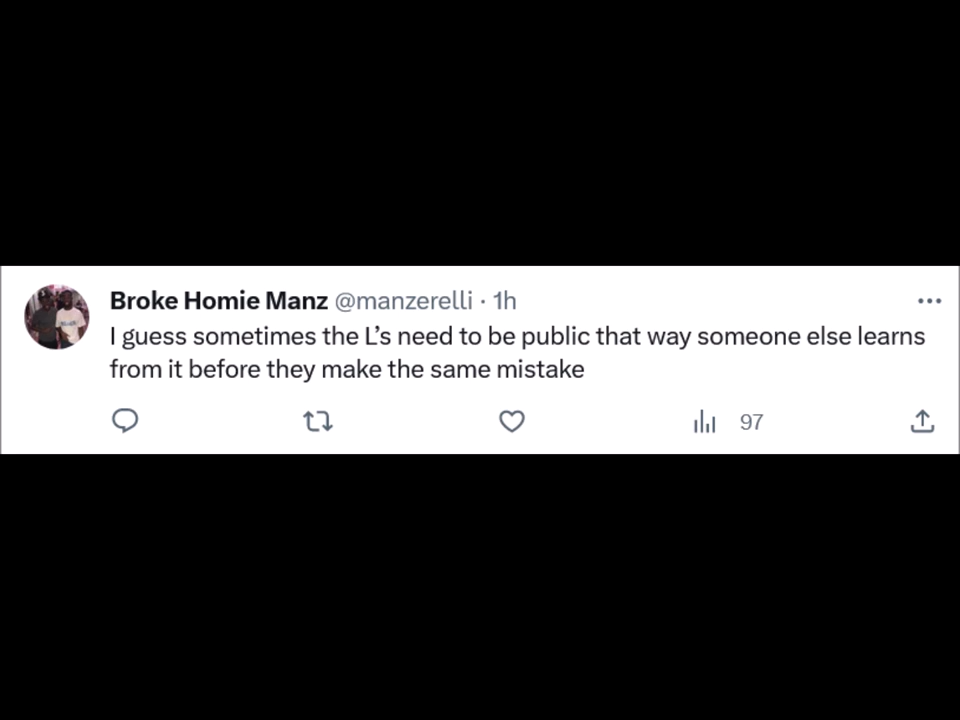 Broke Homie Manz @manzerelli · 1h
I guess sometimes the L’s need to be public that way someone else learns
from it before they make the same mistake
97